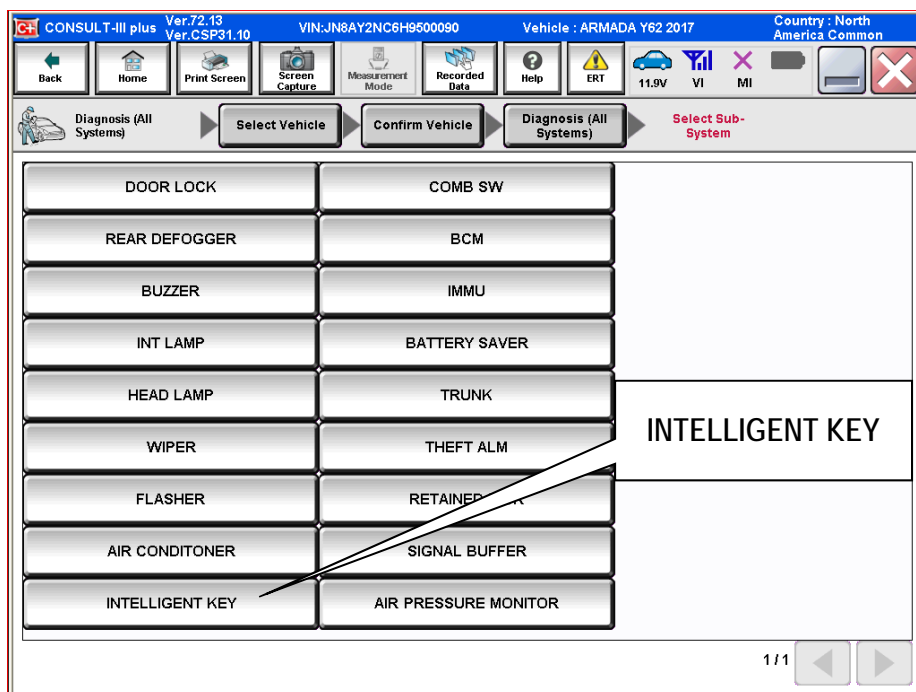 C+ CONSULT-III plus Ver.72.13 VIN:JN8AY2NC6H9500090 Vehicle : ARMADA Y62 2017 Country : North
Ver.CSP31.10 America Common
Back Home Print Screen Screen Capture Measurement Mode Recorded Data Help ERT 11.9V VI MI
Diagnosis (All Systems) Select Vehicle Confirm Vehicle Diagnosis (All Systems) Select Sub-System
DOOR LOCK COMB SW
REAR DEFOGGER BCM
BUZZER IMMU
INT LAMP BATTERY SAVER
HEAD LAMP TRUNK
WIPER THEFT ALM
INTELLIGENT KEY
FLASHER RETAINED
AIR CONDITONER SIGNAL BUFFER
INTELLIGENT KEY AIR PRESSURE MONITOR
1/1